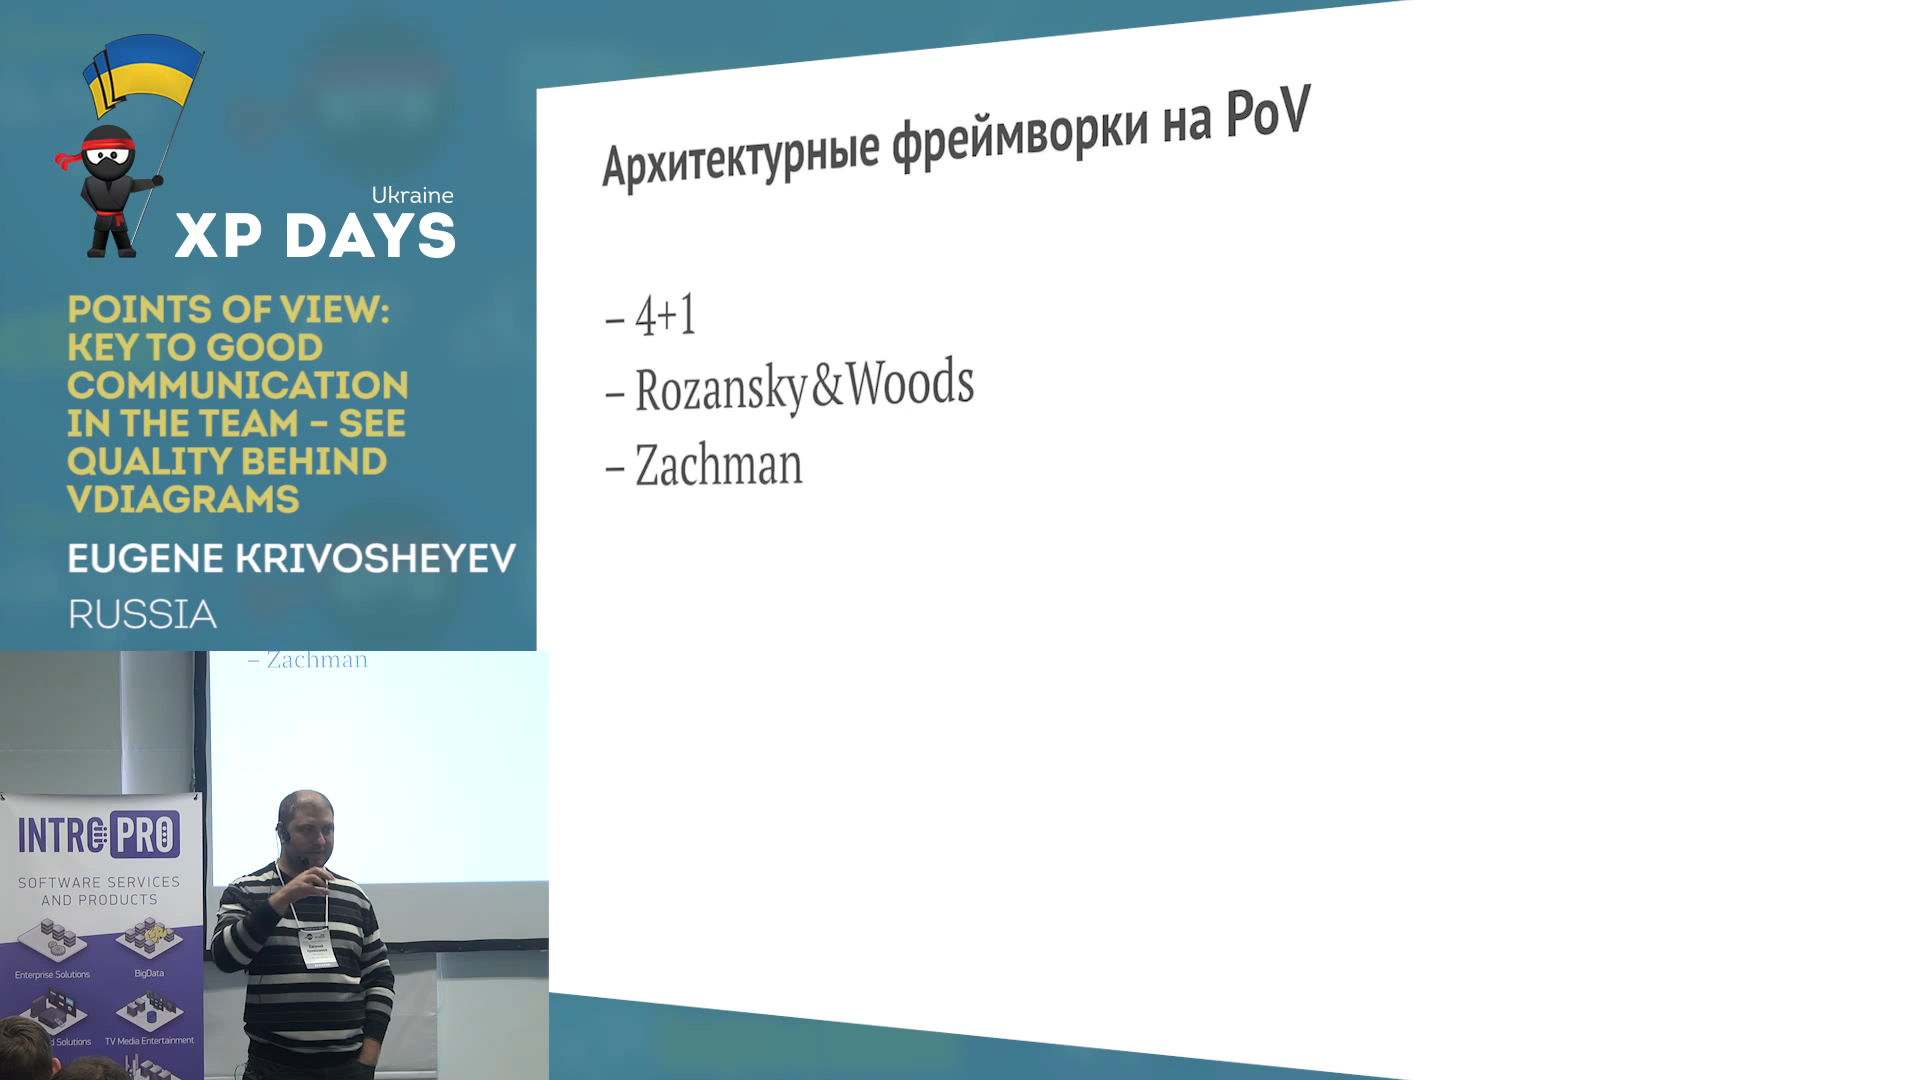 Ukraine
XP DAYS
POINTS OF VIEW:
KEY TO GOOD
COMMUNICATION
IN THE TEAM – SEE
QUALITY BEHIND
VDIAGRAMS
EUGENE KRIVOSHEYEV
RUSSIA
Архитектурные фреймворки на PoV
– 4+1
– Rozansky&Woods
– Zachman
– Zachman
INTRO PRO
SOFTWARE SERVICES
AND PRODUCTS
Enterprise Solutions
BigData
Solutions
TV Media Entertainment